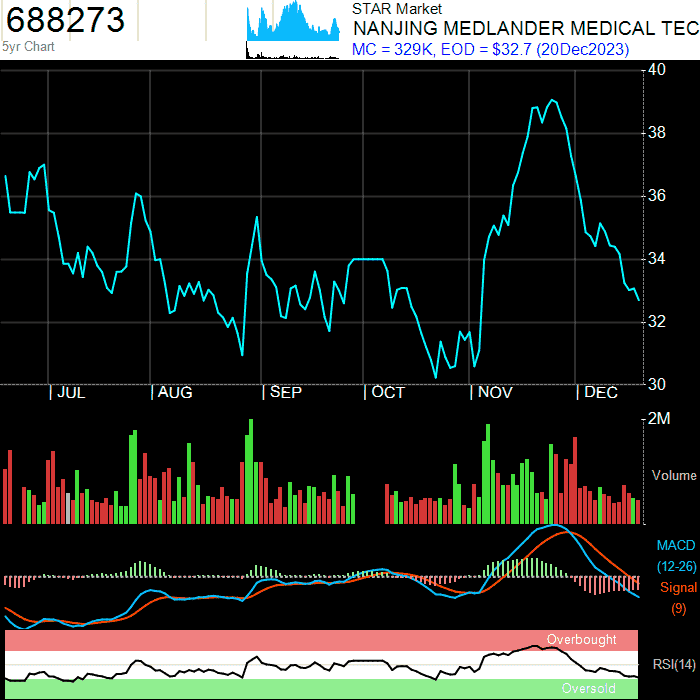 688273
5yr Chart
STAR Market
NANJING MEDLANDER MEDICAL TEC
MC = 329K, EOD = $32.7 (20Dec2023)
40
38
36
34
32
30
| JUL | AUG | SEP | OCT | NOV | DEC
2M
Volume
MACD
(12-26)
Signal
(9)
Overbought
RSI(14)
Oversold